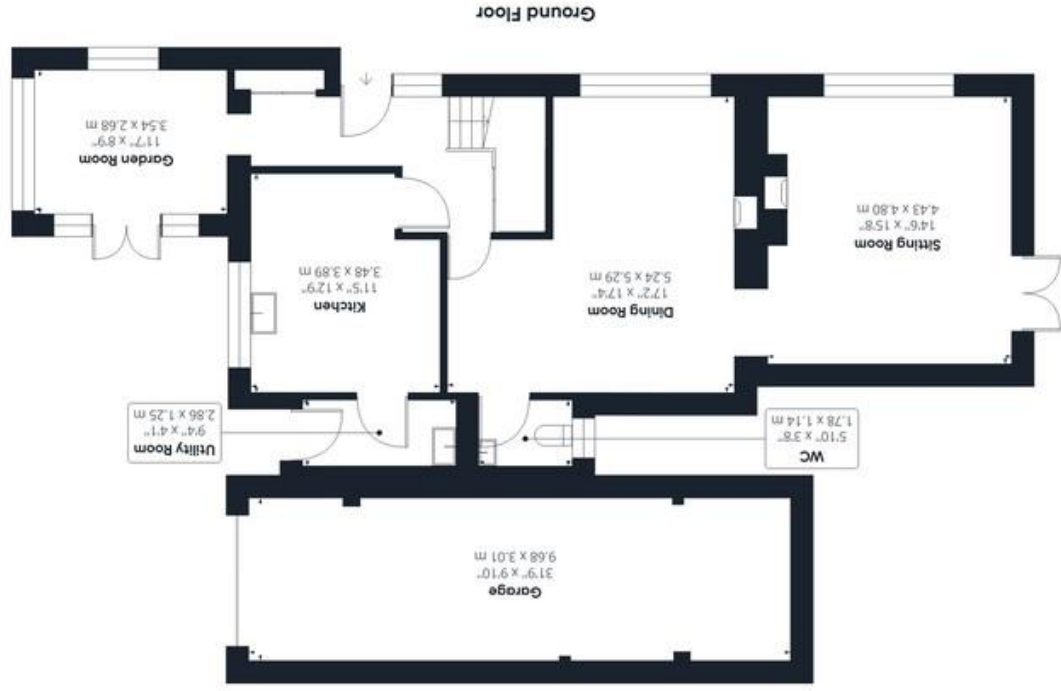 Garage
31'9" x 9'10"
9.68 x 3.01 m
WC
5'10" x 3'8"
1.78 x 1.14 m
Utility Room
9'4" x 4'1"
2.86 x 1.25 m
Sitting Room
14'6" x 15'8"
4.43 x 4.80 m
Dining Room
17'2" x 17'4"
5.24 x 5.29 m
Kitchen
11'5" x 12'9"
3.48 x 3.89 m
Garden Room
11'7" x 8'9"
3.54 x 2.68 m
Ground Floor